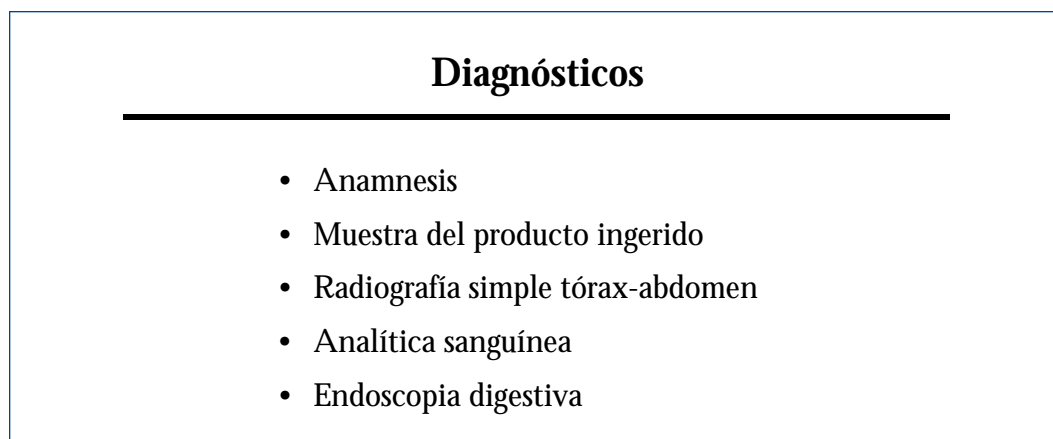 Diagnósticos
• Anamnesis
• Muestra del producto ingerido
• Radiografía simple tórax-abdomen
• Analítica sanguínea
• Endoscopia digestiva